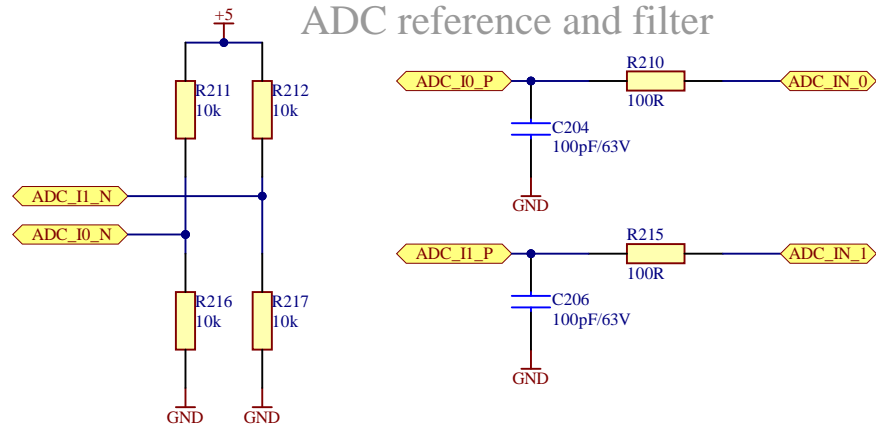 ADC reference and filter
+5
R211
10k
R212
10k
ADC_I1_N
ADC_I0_N
R216
10k
R217
10k
GND
GND
ADC_I0_P
R210
100R
ADC_IN_0
C204
100pF/63V
GND
ADC_I1_P
R215
100R
ADC_IN_1
C206
100pF/63V
GND